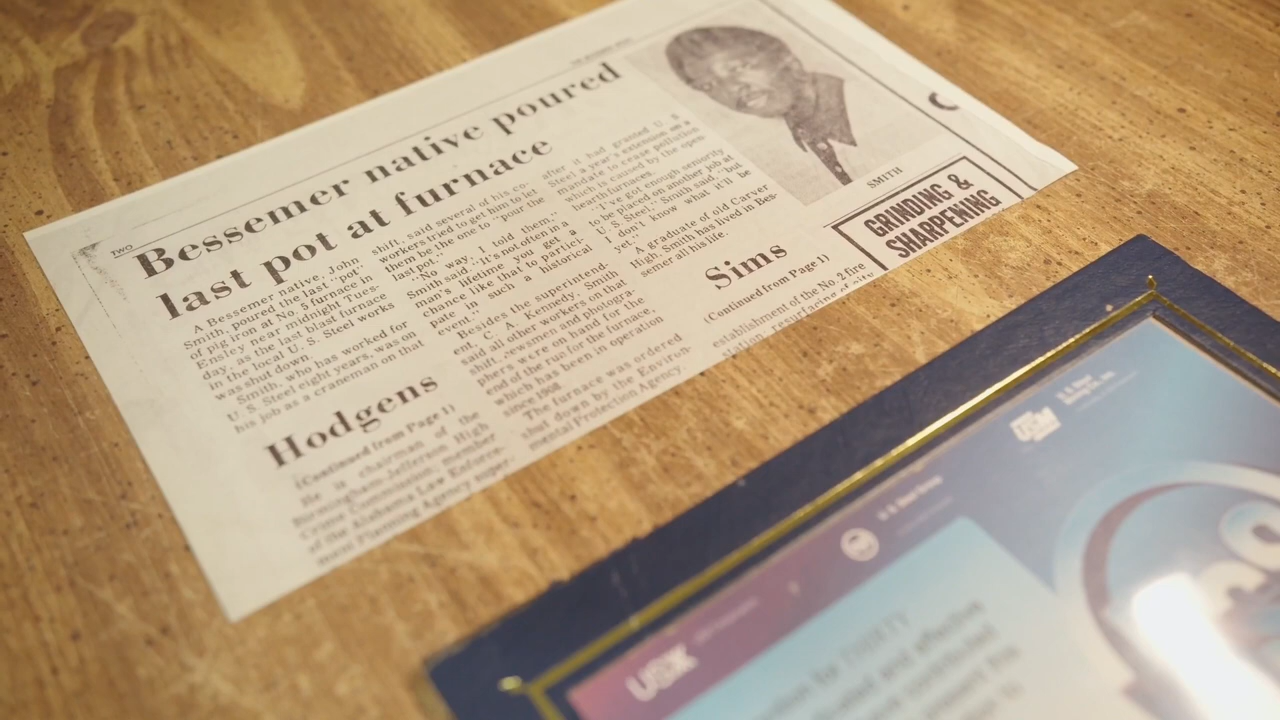 TWO
Bessemer native poured
last pot at furnace
A Bessemer native, John
Smith, poured the last "pot"
of pig iron at No. 5 furnace in
Ensley near midnight Tues-
day, as the last blast furnace
in the local U. S. Steel works
was shut down.
Smith, who has worked for
U. S. Steel eight years, was on
his job as a craneman on that
shift, said several of his co-
workers tried to get him to let
them be the one to "pour the
last pot."
"No way, I told them,"
Smith said. "It's not often in a
man's lifetime you get a
chance like that to partici-
pate in such a historical
event."
Besides the superintend-
ent, C. A. Kennedy, Smith
said all other workers on that
shift, newsmen and photogra-
phers were on hand for the
end of the run for the furnace,
which has been in operation
since 1908.
The furnace was ordered
shut down by the Environ-
mental Protection Agency,
after it had granted U. S.
Steel a year's extension on a
mandate to cease pollution
which is caused by the open
hearth furnaces.
"I've got enough seniority
to be placed on another job at
U. S. Steel," Smith said, "but
I don't know what it'll be
yet."
A graduate of old Carver
High, Smith has lived in Bes-
semer all his life.
SMITH
Hodgens
(Continued from Page 1)
He is chairman of the
Birmingham-Jefferson High
Crime Commission, member
of the Alabama Law Enforce-
ment Planning Agency super-
Sims
(Continued from Page 1)
establishment of the No. 2 fire
station, resurfacing of city
GRINDING &
SHARPENING
C
USX